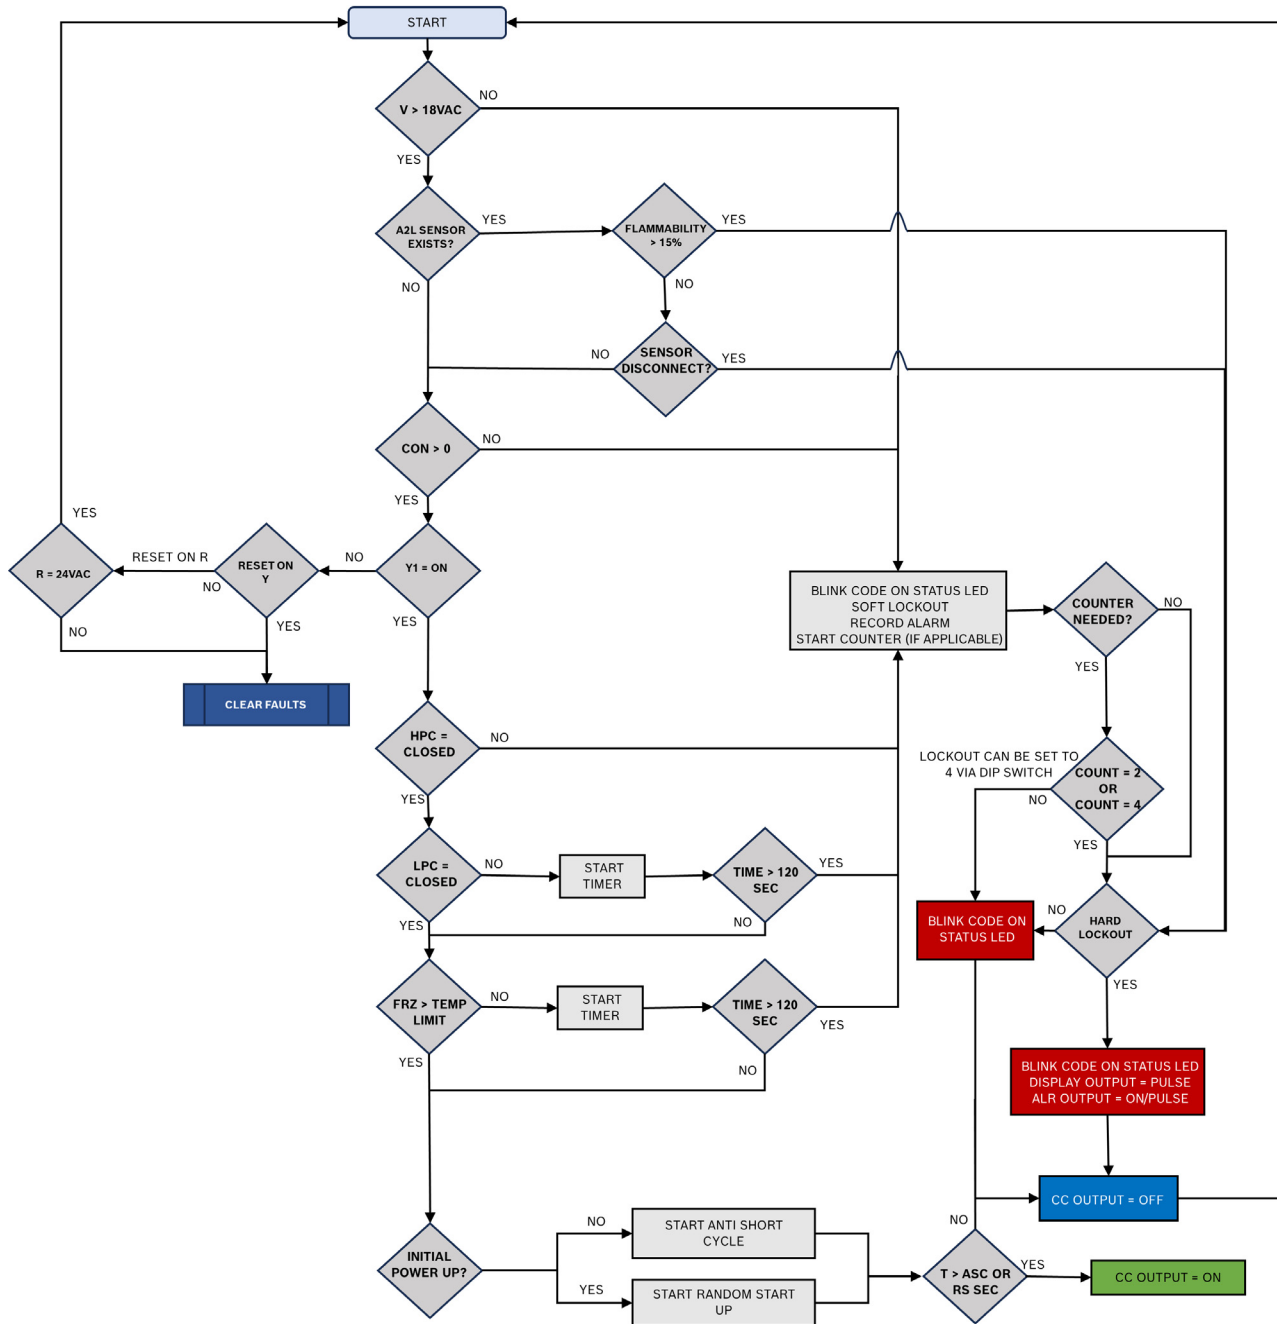 START
V > 18VAC
NO
YES
A2L SENSOR
EXISTS?
YES
NO
FLAMMABILITY
> 15%
YES
NO
SENSOR
DISCONNECT?
NO
YES
CON > 0
NO
YES
Y1 = ON
NO
YES
RESET ON
Y
RESET ON R
NO
YES
R = 24VAC
YES
NO
CLEAR FAULTS
BLINK CODE ON STATUS LED
SOFT LOCKOUT
RECORD ALARM
START COUNTER (IF APPLICABLE)
COUNTER
NEEDED?
NO
YES
HPC =
CLOSED
NO
YES
LOCKOUT CAN BE SET TO
4 VIA DIP SWITCH
COUNT = 2
OR
COUNT = 4
NO
YES
LPC =
CLOSED
NO
YES
START
TIMER
TIME > 120
SEC
YES
NO
BLINK CODE ON
STATUS LED
NO
HARD
LOCKOUT
YES
FRZ > TEMP
LIMIT
NO
YES
START
TIMER
TIME > 120
SEC
YES
NO
BLINK CODE ON STATUS LED
DISPLAY OUTPUT = PULSE
ALR OUTPUT = ON/PULSE
CC OUTPUT = OFF
INITIAL
POWER UP?
NO
YES
START ANTI SHORT
CYCLE
START RANDOM START
UP
NO
T > ASC OR
RS SEC
YES
CC OUTPUT = ON